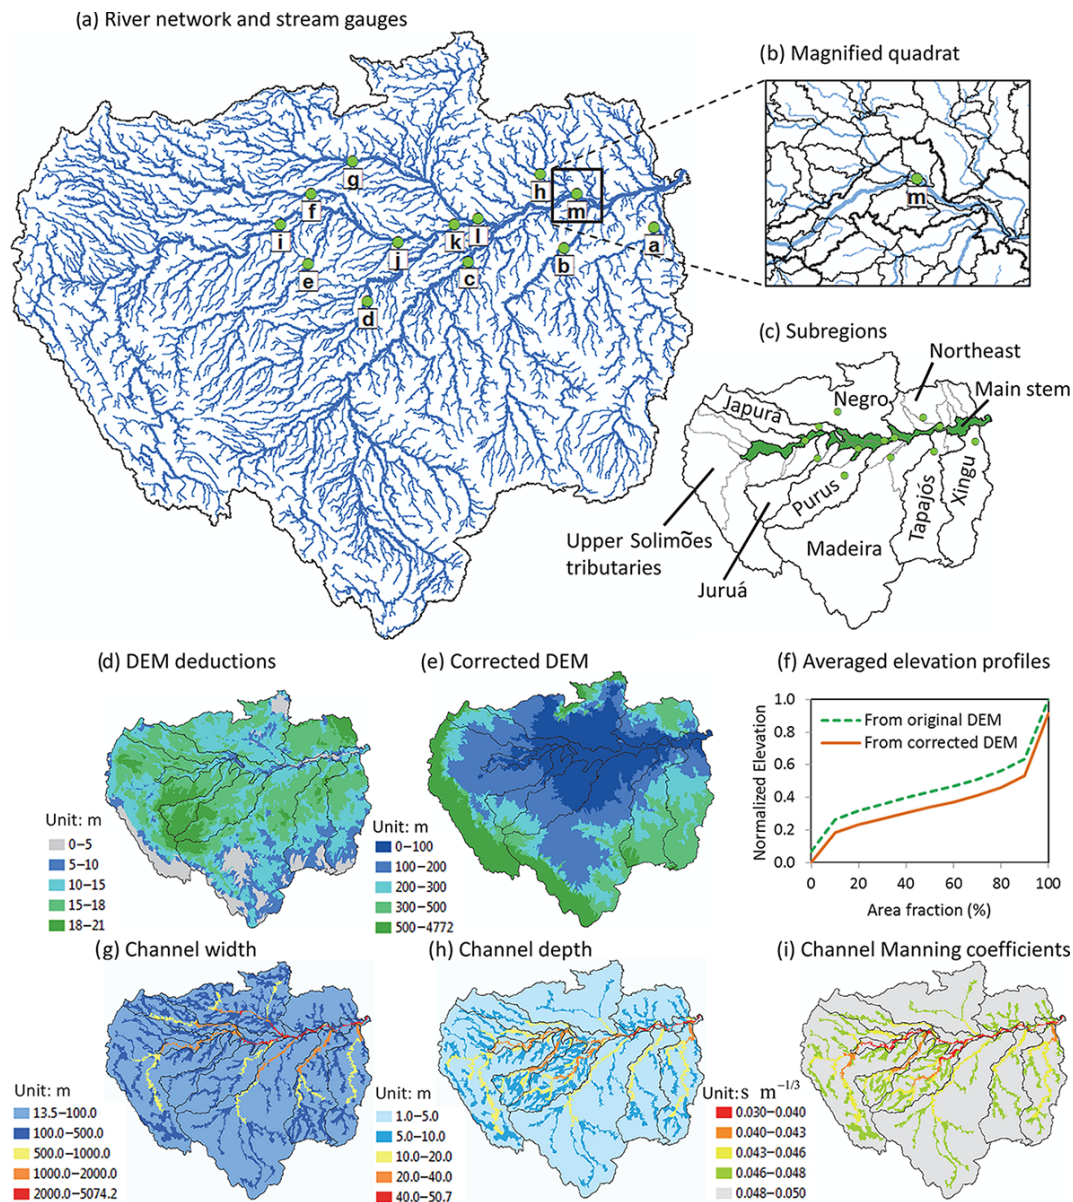 (a) River network and stream gauges
g
f
i
e
j
d
k
l
c
h
m
b
a
(b) Magnified quadrat
m
(c) Subregions
Northeast
Main stem
Negro
Japura
Purus
Tapajós
Xingu
Madeira
Upper Solimões
tributaries
Juruá
(d) DEM deductions
Unit: m
0–5
5–10
10–15
15–18
18–21
(e) Corrected DEM
Unit: m
0–100
100–200
200–300
300–500
500–4772
(f) Averaged elevation profiles
Normalized Elevation
1.0
0.8
0.6
0.4
0.2
0.0
From original DEM
From corrected DEM
0 20 40 60 80 100
Area fraction (%)
(g) Channel width
Unit: m
13.5–100.0
100.0–500.0
500.0–1000.0
1000.0–2000.0
2000.0–5074.2
(h) Channel depth
Unit: m
1.0–5.0
5.0–10.0
10.0–20.0
20.0–40.0
40.0–50.7
(i) Channel Manning coefficients
Unit: s m⁻¹/³
0.030–0.040
0.040–0.043
0.043–0.046
0.046–0.048
0.048–0.050